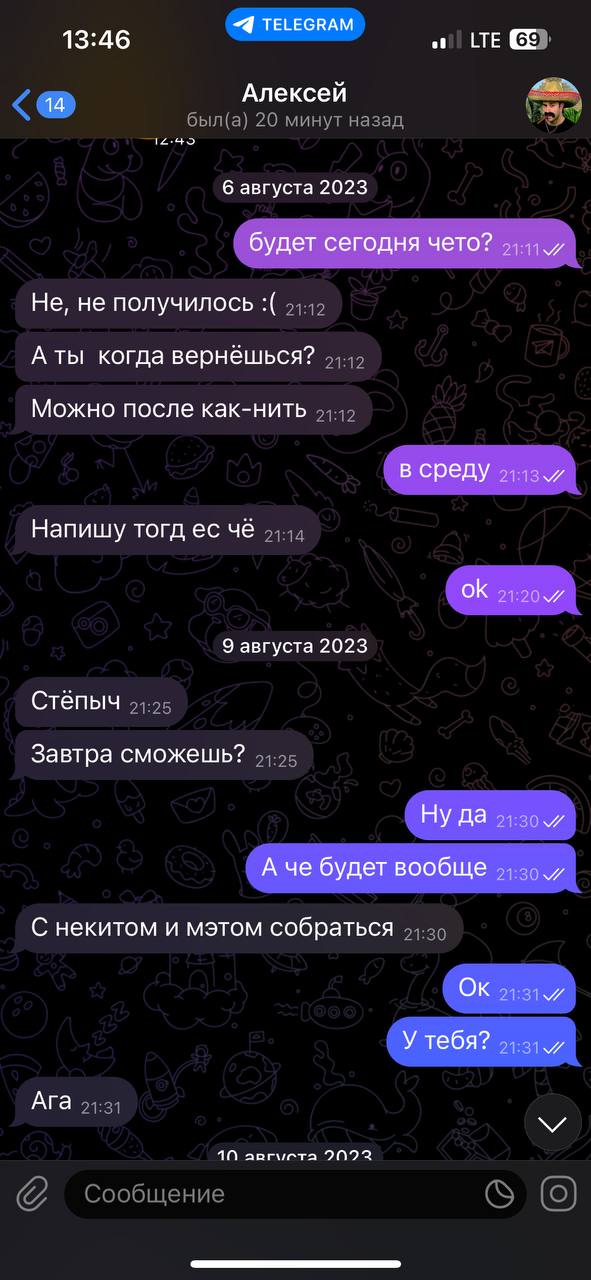 13:46
TELEGRAM
LTE 69
14
Алексей
был(а) 20 минут назад
12:43
6 августа 2023
будет сегодня чето? 21:11
Не, не получилось :( 21:12
А ты  когда вернёшься? 21:12
Можно после как-нить 21:12
в среду 21:13
Напишу тогд ес чё 21:14
ok 21:20
9 августа 2023
Стёпыч 21:25
Завтра сможешь? 21:25
Ну да 21:30
А че будет вообще 21:30
С некитом и мэтом собраться 21:30
Ок 21:31
У тебя? 21:31
Ага 21:31
10 августа 2023
Сообщение